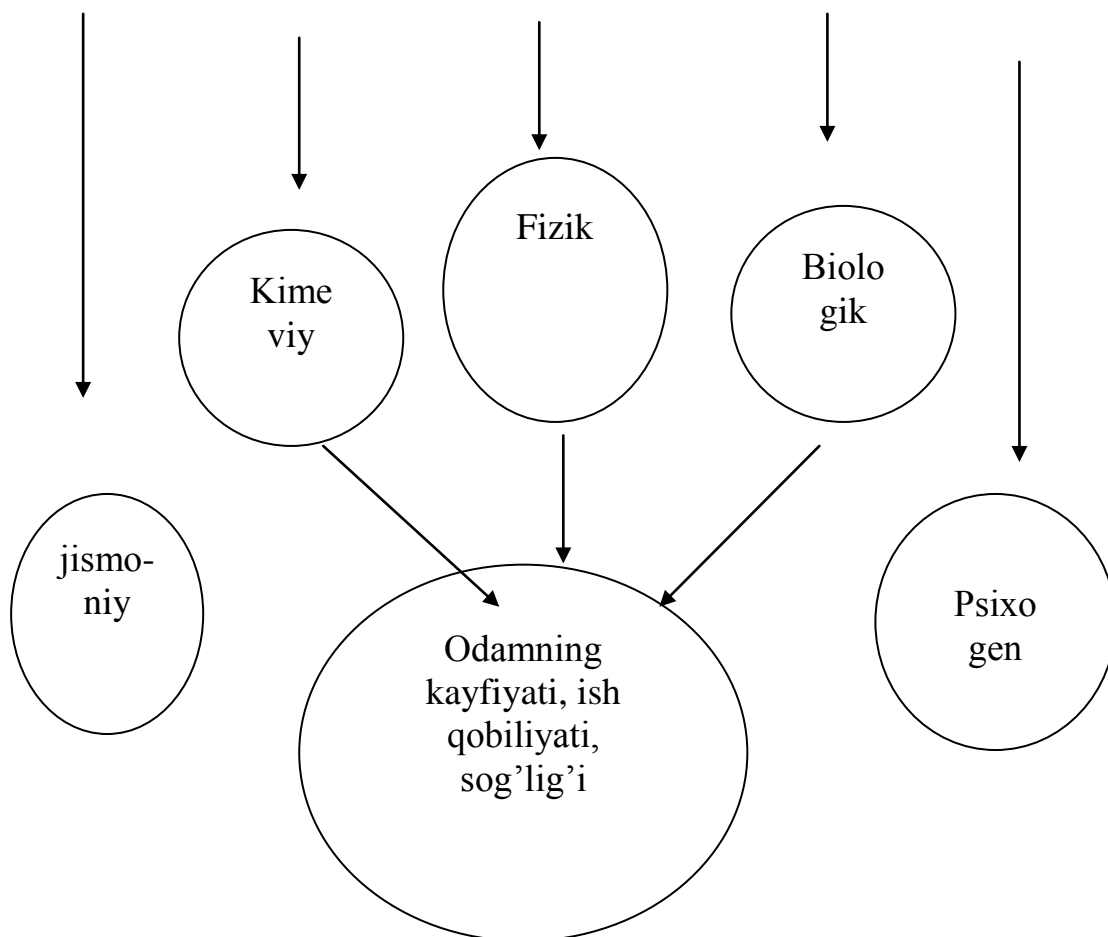 Fizik
Kime
viy
Biolo
gik
jismo-
niy
Psixo
gen
Odamning
kayfiyati, ish
qobiliyati,
sog’lig’i